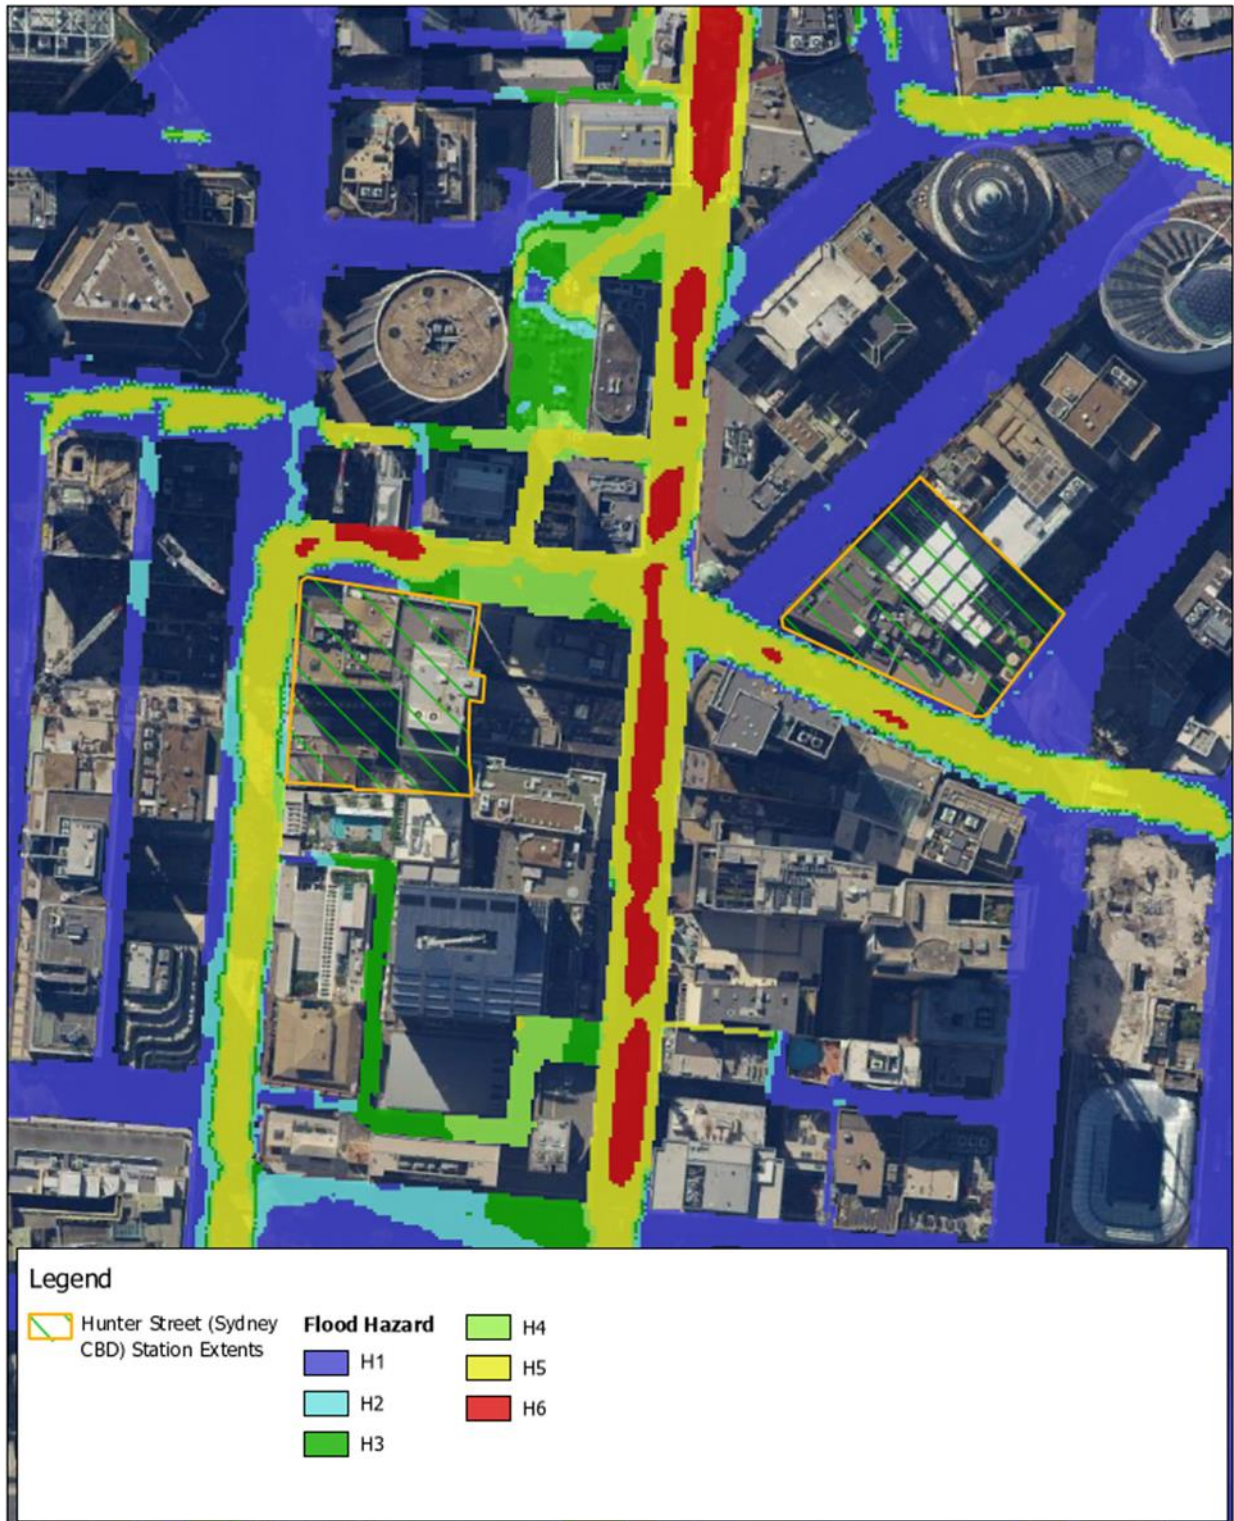 Legend
Hunter Street (Sydney
CBD) Station Extents
Flood Hazard
H1
H2
H3
H4
H5
H6